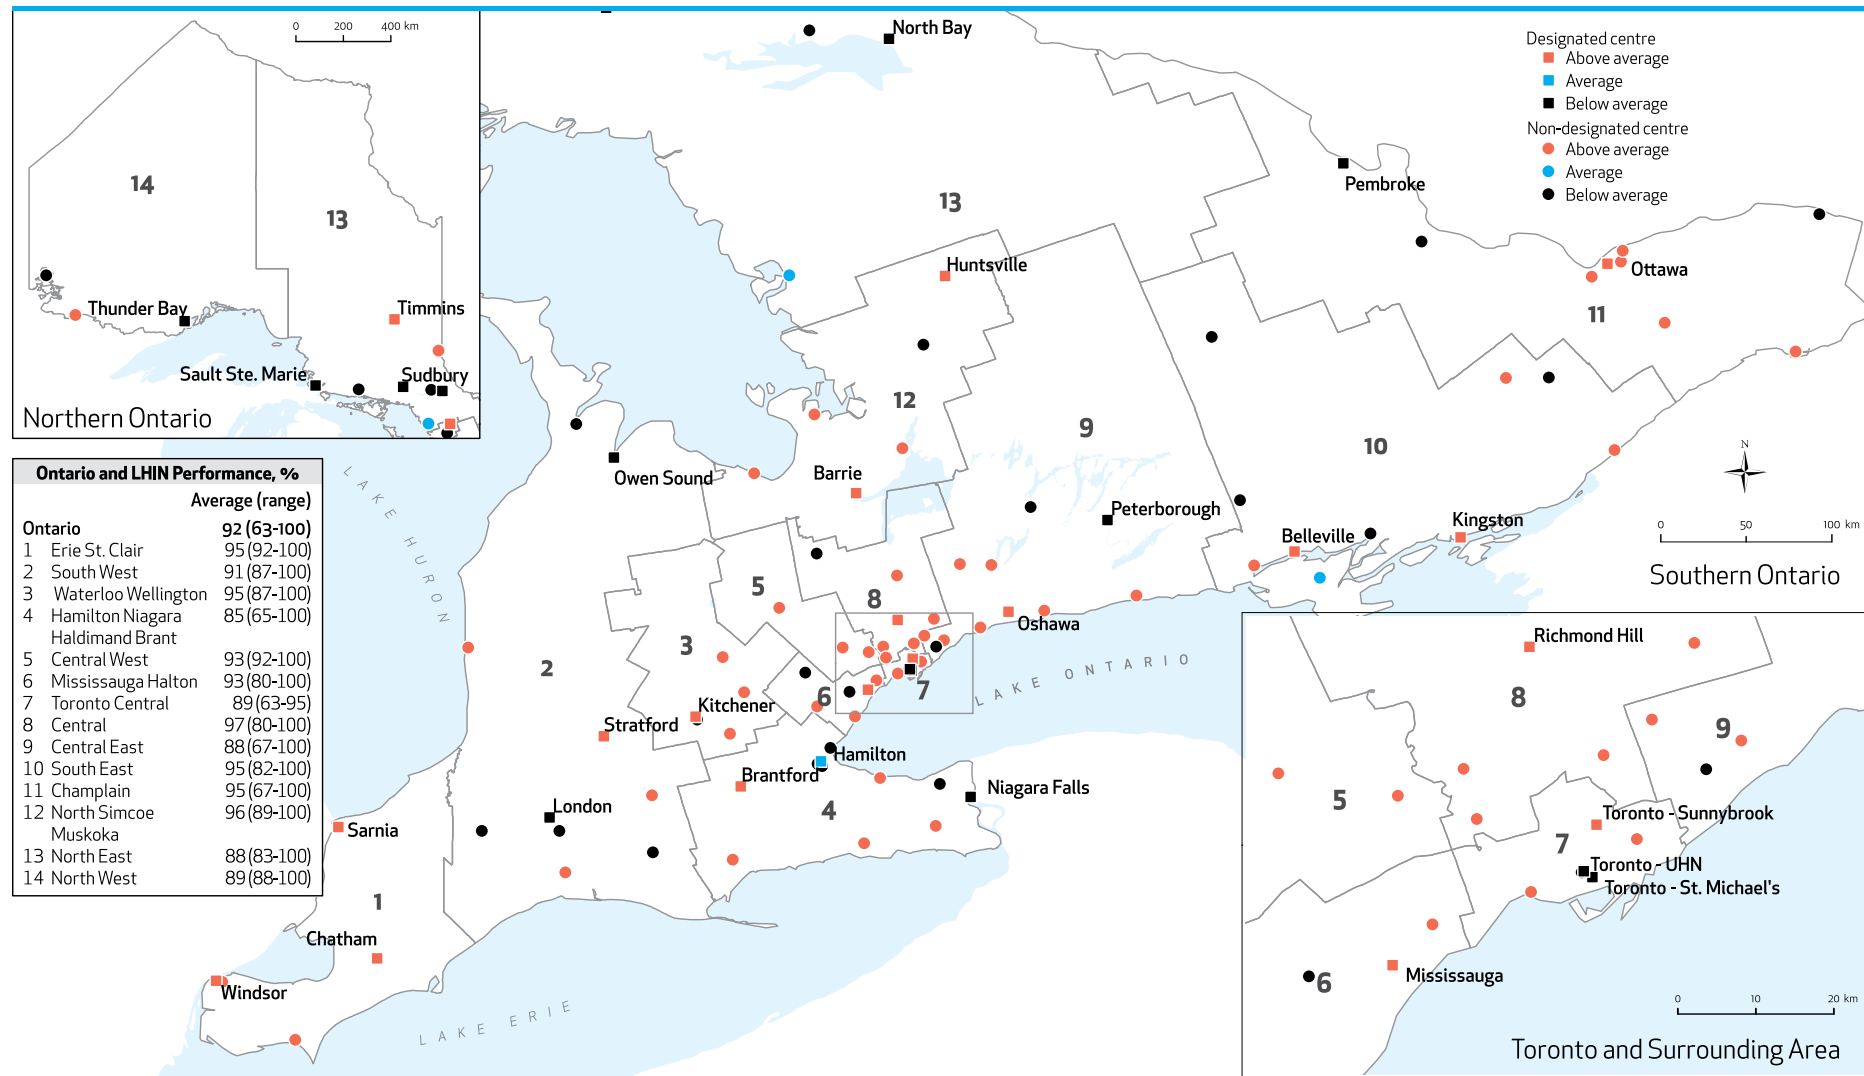 0 200 400 km
14
13
Thunder Bay
Timmins
Sault Ste. Marie
Sudbury
Northern Ontario
Ontario and LHIN Performance, %
Average (range)
Ontario 92 (63-100)
1 Erie St. Clair 95 (92-100)
2 South West 91 (87-100)
3 Waterloo Wellington 95 (87-100)
4 Hamilton Niagara 85 (65-100)
Haldimand Brant
5 Central West 93 (92-100)
6 Mississauga Halton 93 (80-100)
7 Toronto Central 89 (63-95)
8 Central 97 (80-100)
9 Central East 88 (67-100)
10 South East 95 (82-100)
11 Champlain 95 (67-100)
12 North Simcoe 96 (89-100)
Muskoka
13 North East 88 (83-100)
14 North West 89 (88-100)
Designated centre
Above average
Average
Below average
Non-designated centre
Above average
Average
Below average
North Bay
Pembroke
13
Huntsville
Ottawa
11
12
9
10
Owen Sound
Barrie
Peterborough
Belleville
Kingston
N
0 50 100 km
Southern Ontario
LAKE HURON
5
8
Oshawa
3
2
6
7
LAKE ONTARIO
Kitchener
Stratford
Hamilton
Brantford
Niagara Falls
London
4
Sarnia
1
Chatham
Windsor
LAKE ERIE
Richmond Hill
8
9
5
Toronto - Sunnybrook
7
Toronto - UHN
Toronto - St. Michael's
Mississauga
6
0 10 20 km
Toronto and Surrounding Area